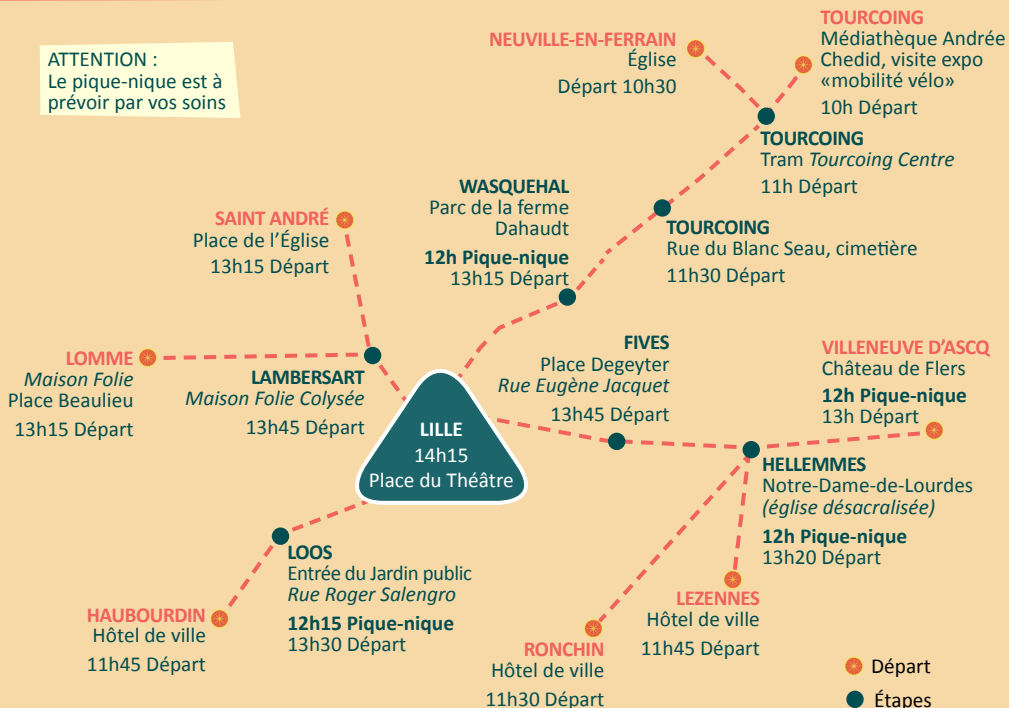 ATTENTION :
Le pique-nique est à
prévoir par vos soins
NEUVILLE-EN-FERRAIN
Église
Départ 10h30
TOURCOING
Médiathèque Andrée
Chedid, visite expo
«mobilité vélo»
10h Départ
TOURCOING
Tram Tourcoing Centre
11h Départ
WASQUEHAL
Parc de la ferme
Dahaudt
12h Pique-nique
13h15 Départ
TOURCOING
Rue du Blanc Seau, cimetière
11h30 Départ
SAINT ANDRÉ
Place de l’Église
13h15 Départ
LOMME
Maison Folie
Place Beaulieu
13h15 Départ
LAMBERSART
Maison Folie Colysée
13h45 Départ
LILLE
14h15
Place du Théâtre
FIVES
Place Degeyter
Rue Eugène Jacquet
13h45 Départ
VILLENEUVE D’ASCQ
Château de Flers
12h Pique-nique
13h Départ
HELLEMMES
Notre-Dame-de-Lourdes
(église désacralisée)
12h Pique-nique
13h20 Départ
LOOS
Entrée du Jardin public
Rue Roger Salengro
12h15 Pique-nique
13h30 Départ
HAUBOURDIN
Hôtel de ville
11h45 Départ
LEZENNES
Hôtel de ville
11h45 Départ
RONCHIN
Hôtel de ville
11h30 Départ
Départ
Étapes